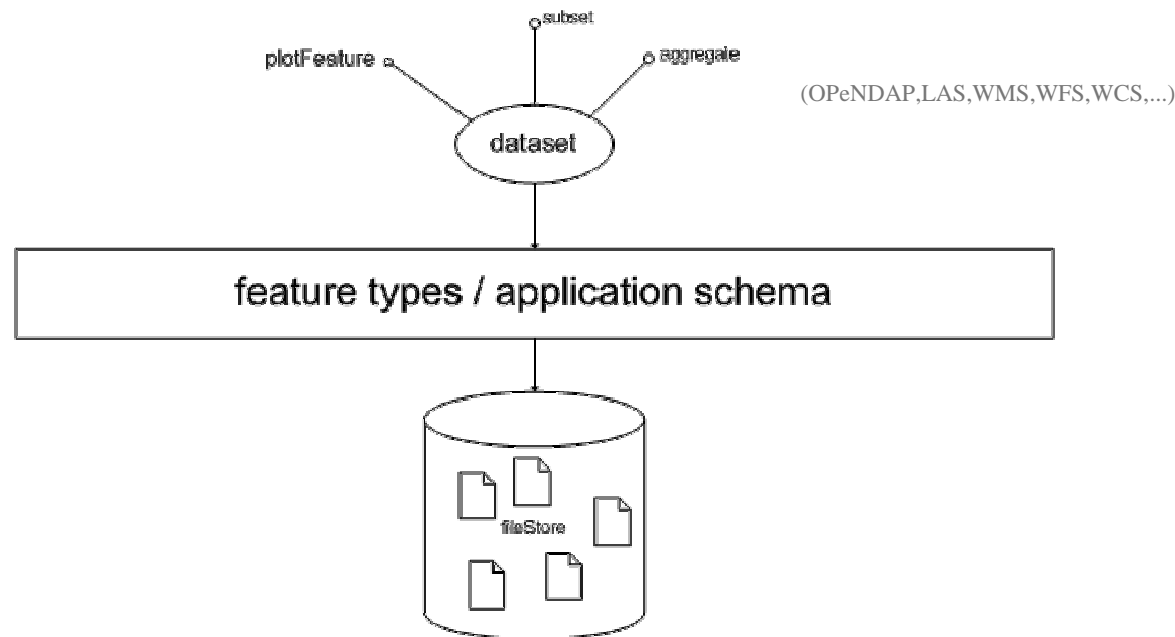 subset
plotFeature
aggregate
(OPeNDAP,LAS,WMS,WFS,WCS,...)
dataset
feature types / application schema
fileStore